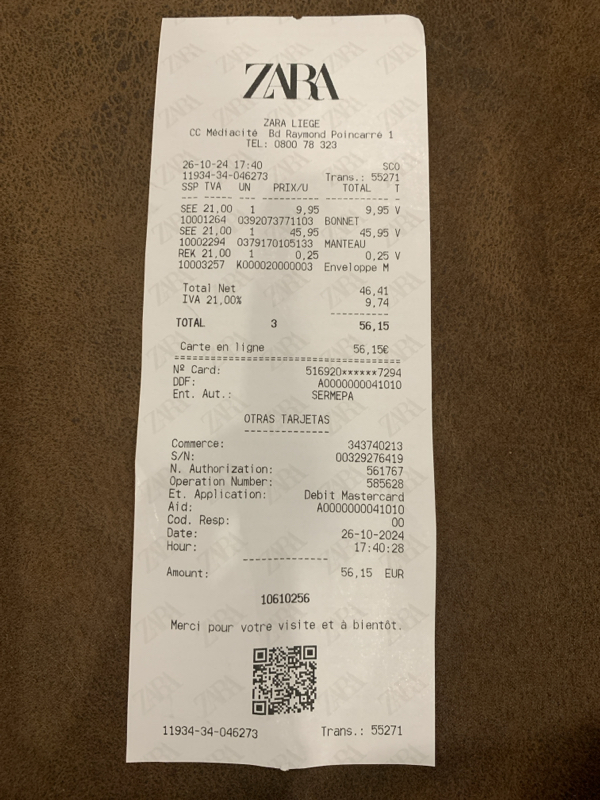 ZARA
ZARA LIEGE
CC Médiacité Bd Raymond Poincarré 1
TEL: 0800 78 323
26-10-24 17:40 SCO
11934-34-046273 Trans.: 55271
SSP TVA UN PRIX/U TOTAL T
SEE 21,00 1 9,95 9,95 V
10001264 0392073771103 BONNET
SEE 21,00 1 45,95 45,95 V
10002294 0379170105133 MANTEAU
REK 21,00 1 0,25 0,25 V
10003257 K000020000003 Enveloppe M
Total Net 46,41
IVA 21,00% 9,74
TOTAL 3 56,15
Carte en ligne 56,15€
Nº Card: 516920******7294
DDF: A0000000041010
Ent. Aut.: SERMEPA
OTRAS TARJETAS
Commerce: 343740213
S/N: 00329276419
N. Authorization: 561767
Operation Number: 585628
Et. Application: Debit Mastercard
Aid: A0000000041010
Cod. Resp: 00
Date: 26-10-2024
Hour: 17:40:28
Amount: 56,15 EUR
10610256
Merci pour votre visite et à bientôt.
11934-34-046273 Trans.: 55271